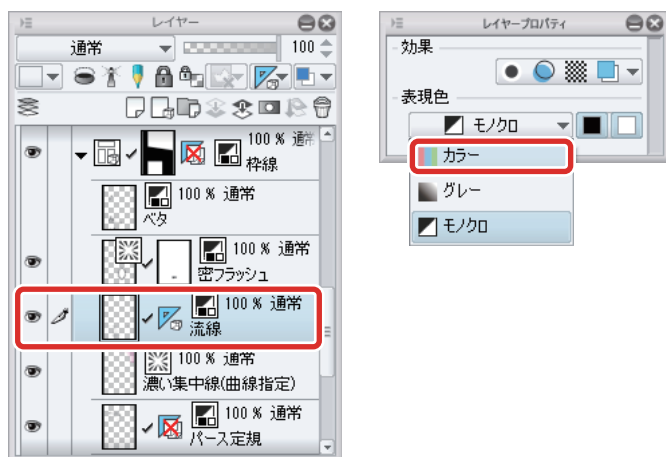 レイヤー
通常
100
100 % 通常
枠線
100 % 通常
ベタ
100 % 通常
密フラッシュ
100 % 通常
流線
100 % 通常
濃い集中線(曲線指定)
100 % 通常
パース定規
レイヤープロパティ
効果
表現色
モノクロ
カラー
グレー
モノクロ